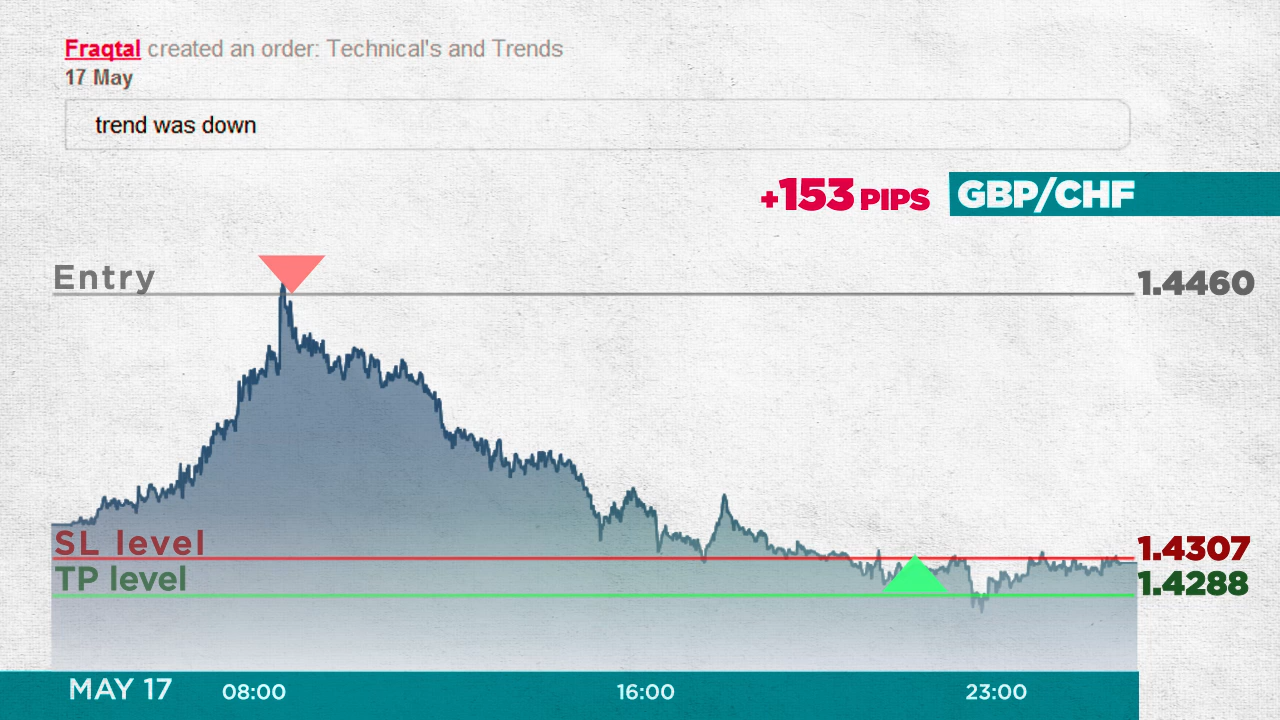 Fraqtal created an order: Technical's and Trends
17 May
trend was down
+153 PIPS GBP/CHF
Entry 1.4460
SL level 1.4307
TP level 1.4288
MAY 17 08:00 16:00 23:00